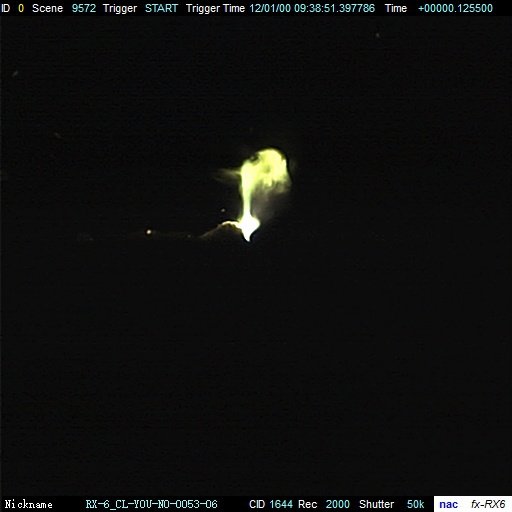 ID 0 Scene 9572 Trigger START Trigger Time 12/01/00 09:38:51.397786 Time +00000.125500
Nickname RX-6_CL-YOU-NO-0053-06 CID 1644 Rec 2000 Shutter 50k nac fx-RX6